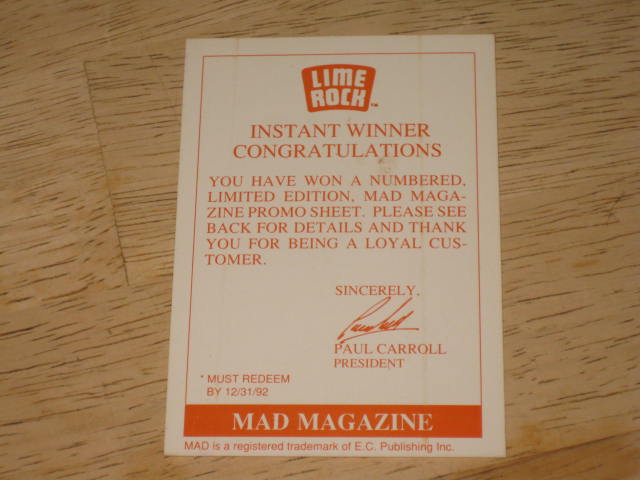 LIME
ROCK™
INSTANT WINNER
CONGRATULATIONS
YOU HAVE WON A NUMBERED,
LIMITED EDITION, MAD MAGA-
ZINE PROMO SHEET. PLEASE SEE
BACK FOR DETAILS AND THANK
YOU FOR BEING A LOYAL CUS-
TOMER.
SINCERELY,
PAUL CARROLL
PRESIDENT
* MUST REDEEM
BY 12/31/92
MAD MAGAZINE
MAD is a registered trademark of E.C. Publishing Inc.